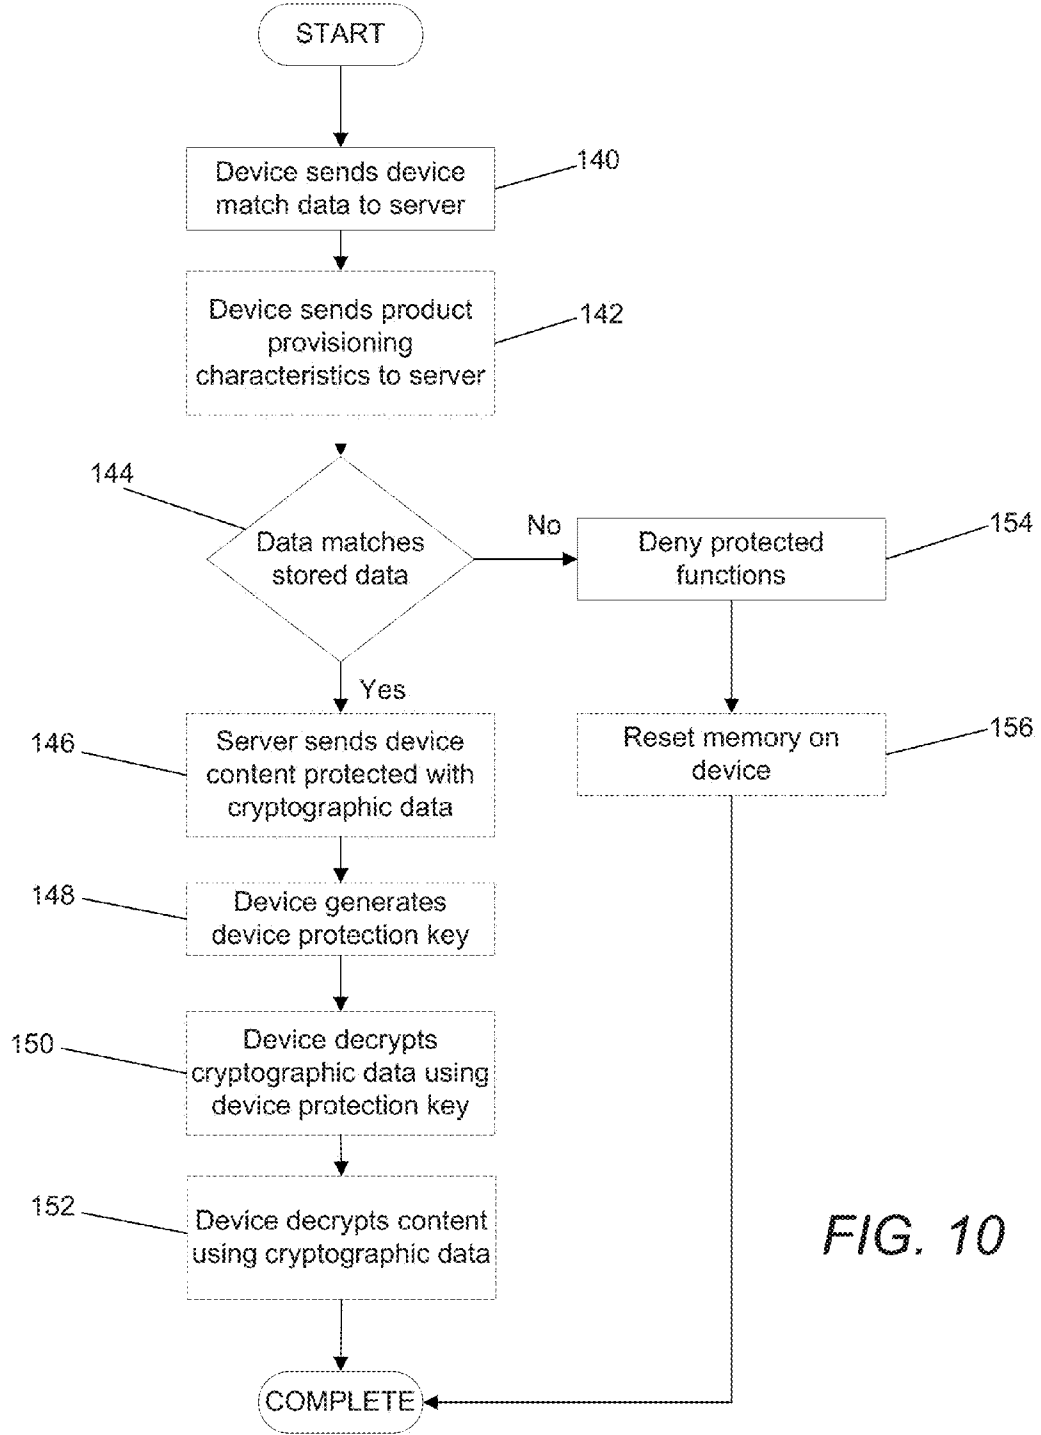 START
Device sends device
match data to server
140
Device sends product
provisioning
characteristics to server
142
144
Data matches
stored data
No
Deny protected
functions
154
Yes
146
Server sends device
content protected with
cryptographic data
Reset memory on
device
156
148
Device generates
device protection key
150
Device decrypts
cryptographic data using
device protection key
152
Device decrypts content
using cryptographic data
FIG. 10
COMPLETE